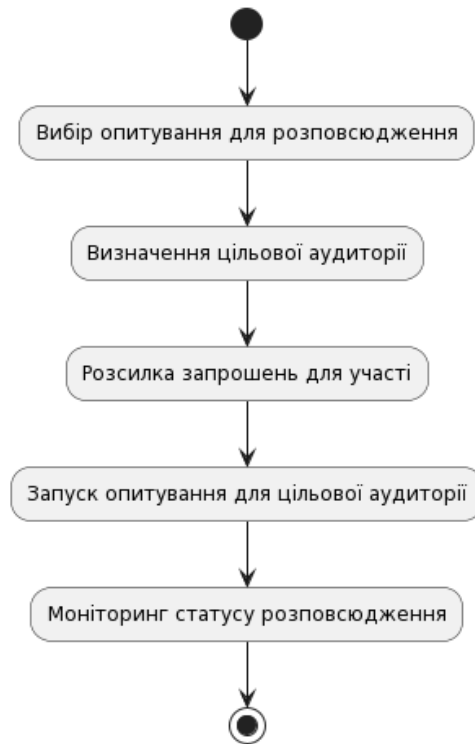 Вибір опитування для розповсюдження
Визначення цільової аудиторії
Розсилка запрошень для участі
Запуск опитування для цільової аудиторії
Моніторинг статусу розповсюдження